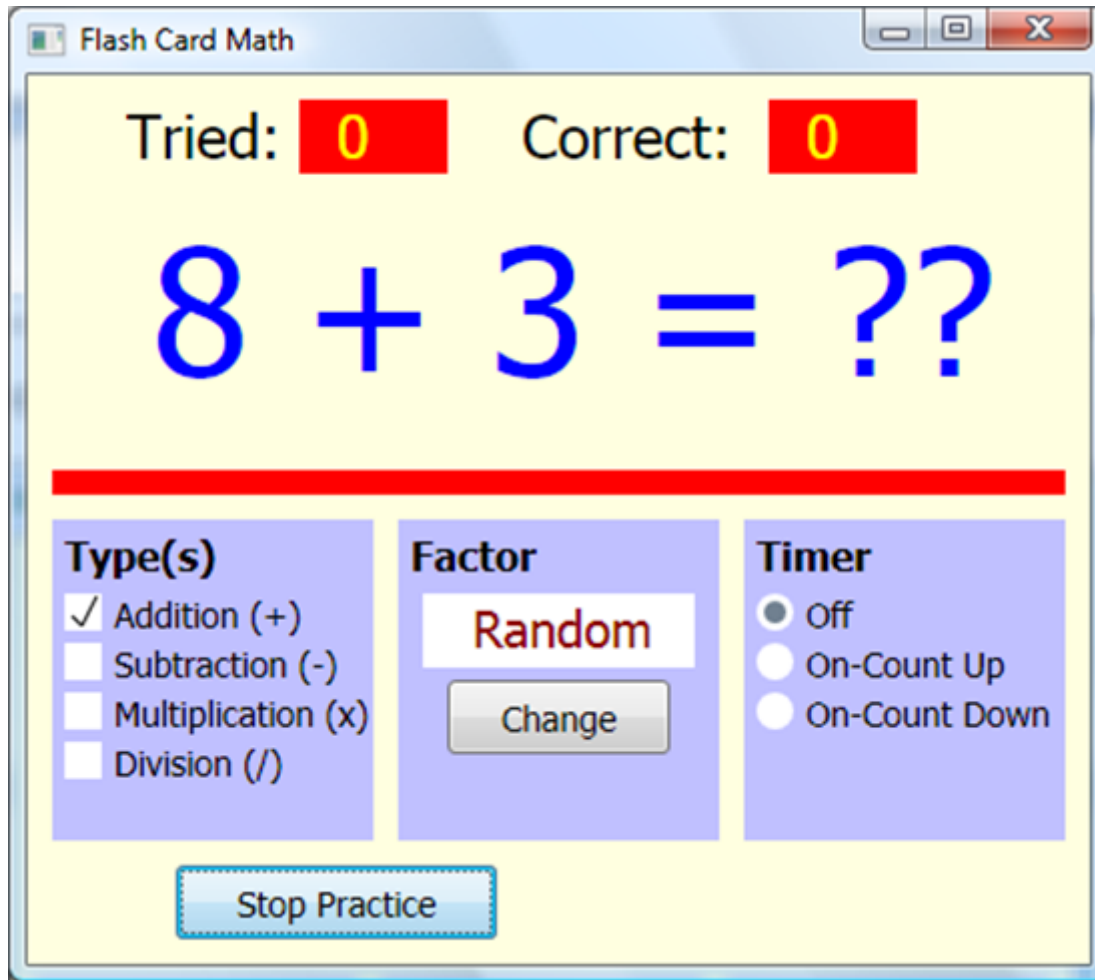 Flash Card Math
Tried: 0 Correct: 0
8 + 3 = ??
Type(s)
Addition (+)
Subtraction (-)
Multiplication (x)
Division (/)
Factor
Random
Change
Timer
Off
On-Count Up
On-Count Down
Stop Practice